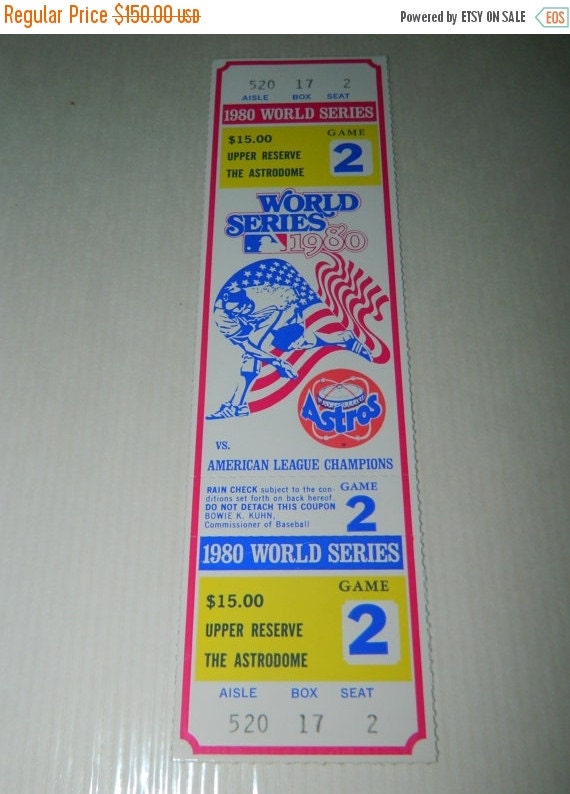 Regular Price $150.00 USD
Powered by ETSY ON SALE EOS
520 17 2
AISLE BOX SEAT
1980 WORLD SERIES
$15.00 GAME
UPPER RESERVE 2
THE ASTRODOME
WORLD
SERIES
1980
Astros
vs.
AMERICAN LEAGUE CHAMPIONS
RAIN CHECK subject to the con-
ditions set forth on back hereof.
DO NOT DETACH THIS COUPON
BOWIE K. KUHN,
Commissioner of Baseball
GAME
2
1980 WORLD SERIES
$15.00 GAME
UPPER RESERVE 2
THE ASTRODOME
AISLE BOX SEAT
520 17 2